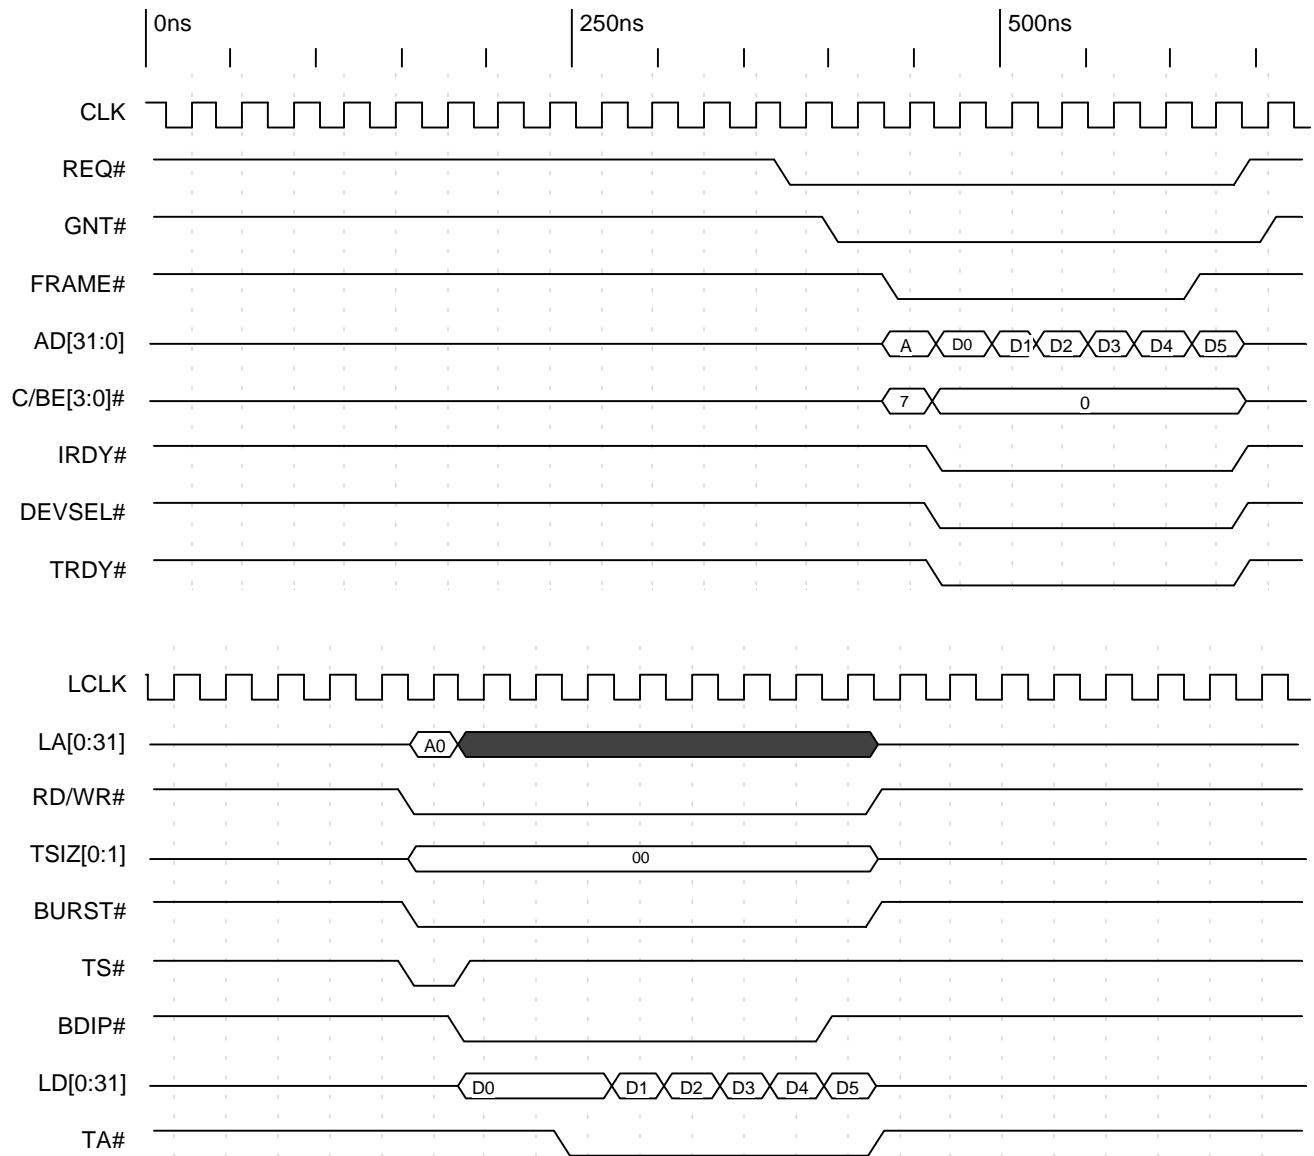 0ns 250ns 500ns
CLK
REQ#
GNT#
FRAME#
AD[31:0] A D0 D1 D2 D3 D4 D5
C/BE[3:0]# 7 0
IRDY#
DEVSEL#
TRDY#
LCLK
LA[0:31] A0
RD/WR#
TSIZ[0:1] 00
BURST#
TS#
BDIP#
LD[0:31] D0 D1 D2 D3 D4 D5
TA#